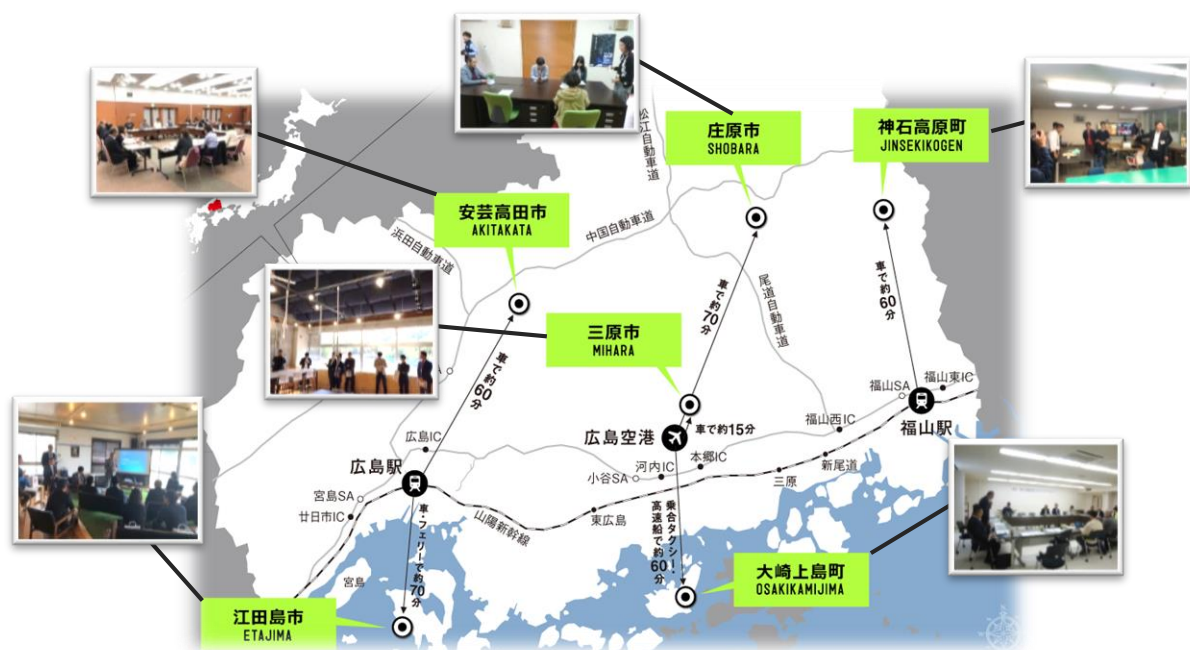 庄原市
SHOBARA
神石高原町
JINSEKIKOGEN
松江自動車道
安芸高田市
AKITAKATA
中国自動車道
浜田自動車道
車で約70分
尾道自動車道
車で約60分
三原市
MIHARA
車で約60分
福山SA
福山東IC
福山駅
福山西IC
広島空港
車で約15分
広島IC
本郷IC
新尾道
河内IC
小谷SA
三原
広島駅
宮島SA
廿日市IC
山陽新幹線
東広島
車・フェリーで約70分
乗合タクシー・
高速船で約60分
宮島
大崎上島町
OSAKIKAMIJIMA
江田島市
ETAJIMA